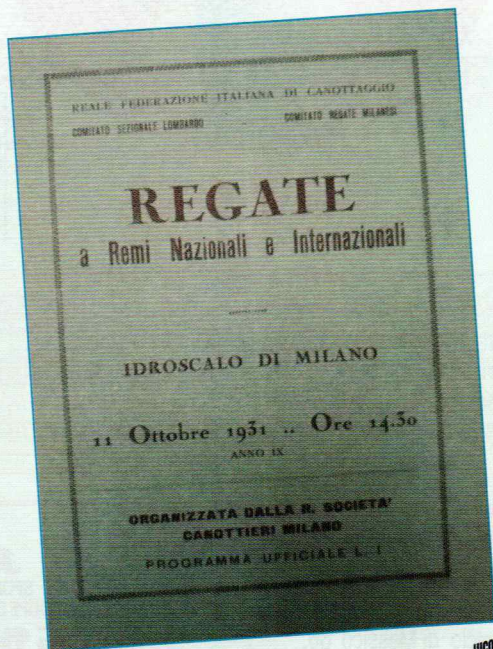 REALE FEDERAZIONE ITALIANA DI CANOTTAGGIO
COMITATO SEZIONALE LOMBARDO COMITATO REGATE MILANESI
REGATE
a Remi Nazionali e Internazionali
IDROSCALO DI MILANO
11 Ottobre 1931 .. Ore 14.30
ANNO IX
ORGANIZZATA DALLA R. SOCIETA'
CANOTTIERI MILANO
PROGRAMMA UFFICIALE L. 1